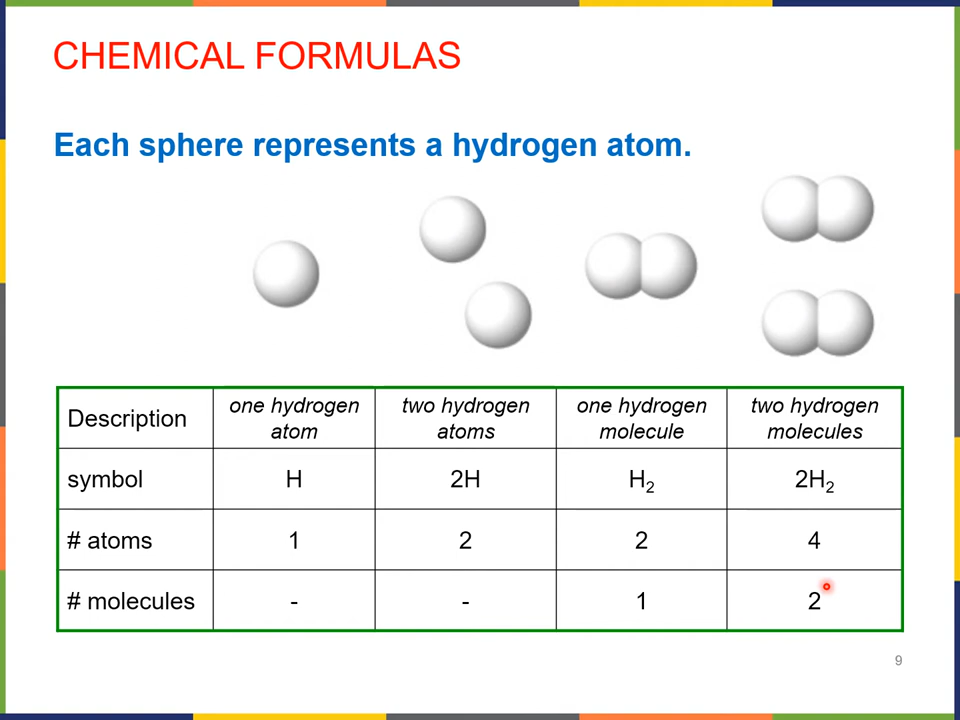 CHEMICAL FORMULAS
Each sphere represents a hydrogen atom.
Description one hydrogen atom two hydrogen atoms one hydrogen molecule two hydrogen molecules
symbol H 2H H₂ 2H₂
# atoms 1 2 2 4
# molecules - - 1 2
9